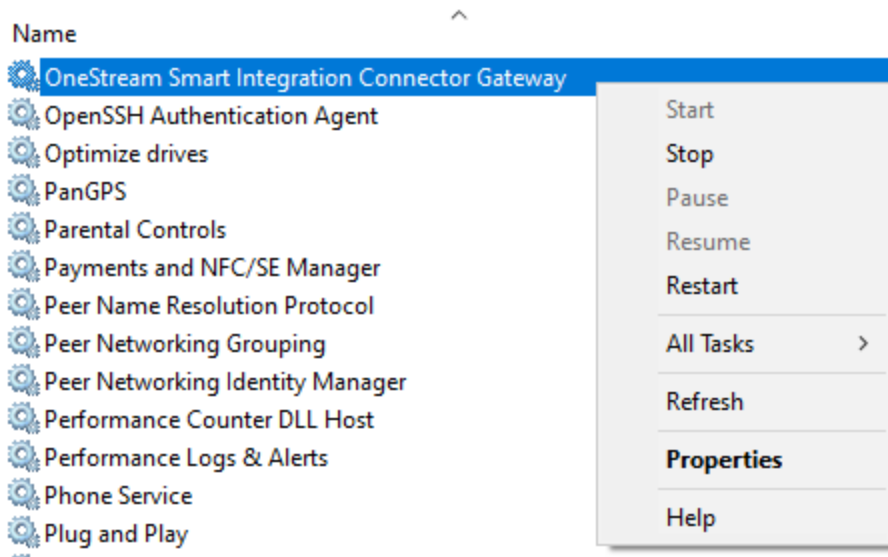 Name
OneStream Smart Integration Connector Gateway
OpenSSH Authentication Agent
Optimize drives
PanGPS
Parental Controls
Payments and NFC/SE Manager
Peer Name Resolution Protocol
Peer Networking Grouping
Peer Networking Identity Manager
Performance Counter DLL Host
Performance Logs & Alerts
Phone Service
Plug and Play
Start
Stop
Pause
Resume
Restart
All Tasks
Refresh
Properties
Help